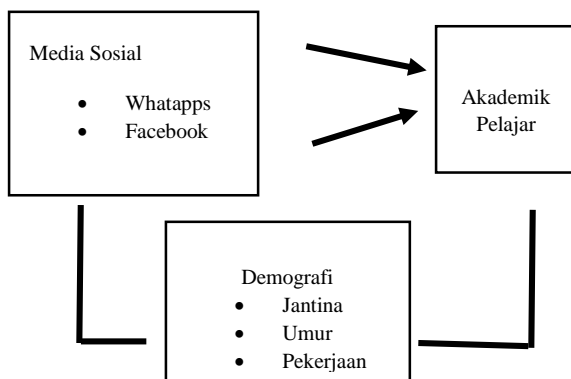 Media Sosial
• Whatapps
• Facebook
Akademik
Pelajar
Demografi
• Jantina
• Umur
• Pekerjaan